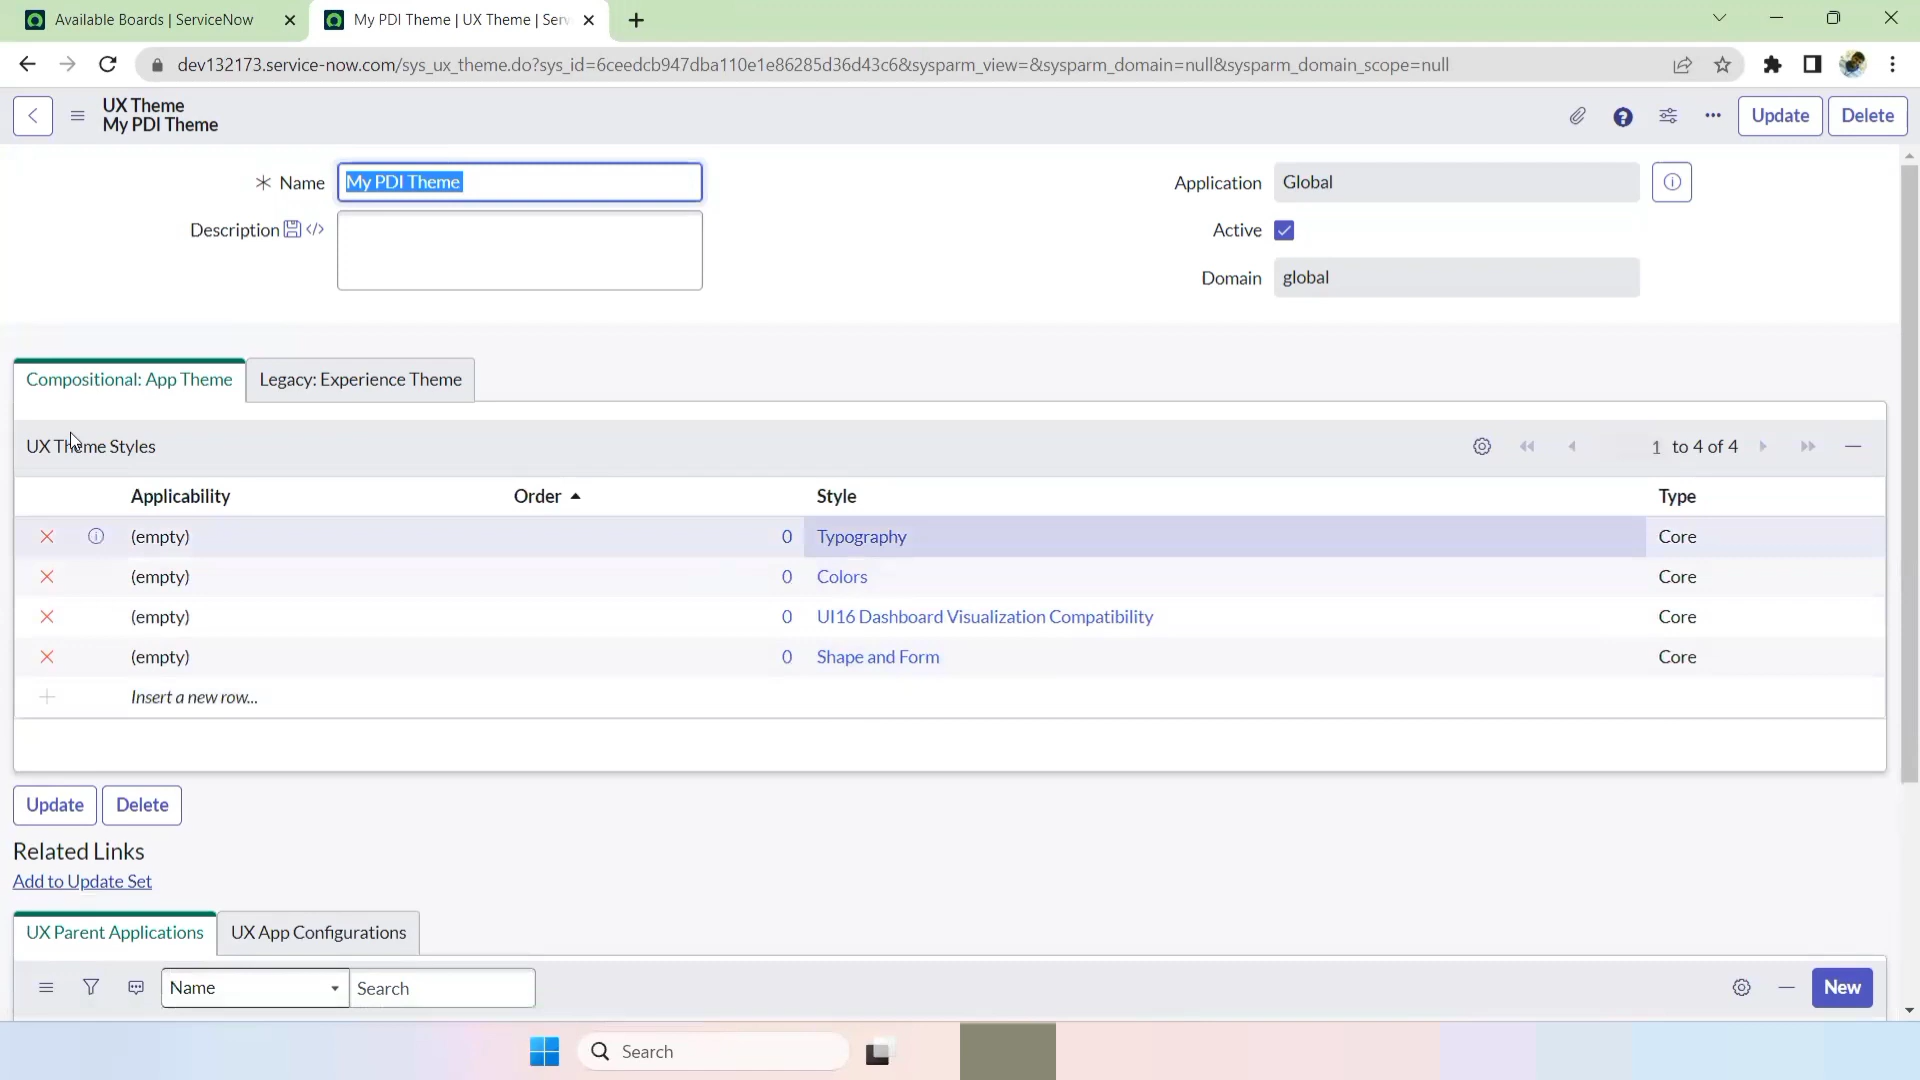 Available Boards | ServiceNow
My PDI Theme | UX Theme | Serv
dev132173.service-now.com/sys_ux_theme.do?sys_id=6ceedcb947dba110e1e86285d36d43c6&sysparm_view=&sysparm_domain=null&sysparm_domain_scope=null
UX Theme
My PDI Theme
Update
Delete
* Name
My PDI Theme
Description
Application
Global
Active
Domain
global
Compositional: App Theme
Legacy: Experience Theme
UX Theme Styles
1 to 4 of 4
Applicability Order Style Type
(empty) 0 Typography Core
(empty) 0 Colors Core
(empty) 0 UI16 Dashboard Visualization Compatibility Core
(empty) 0 Shape and Form Core
Insert a new row...
Update
Delete
Related Links
Add to Update Set
UX Parent Applications
UX App Configurations
Name
Search
New
Search